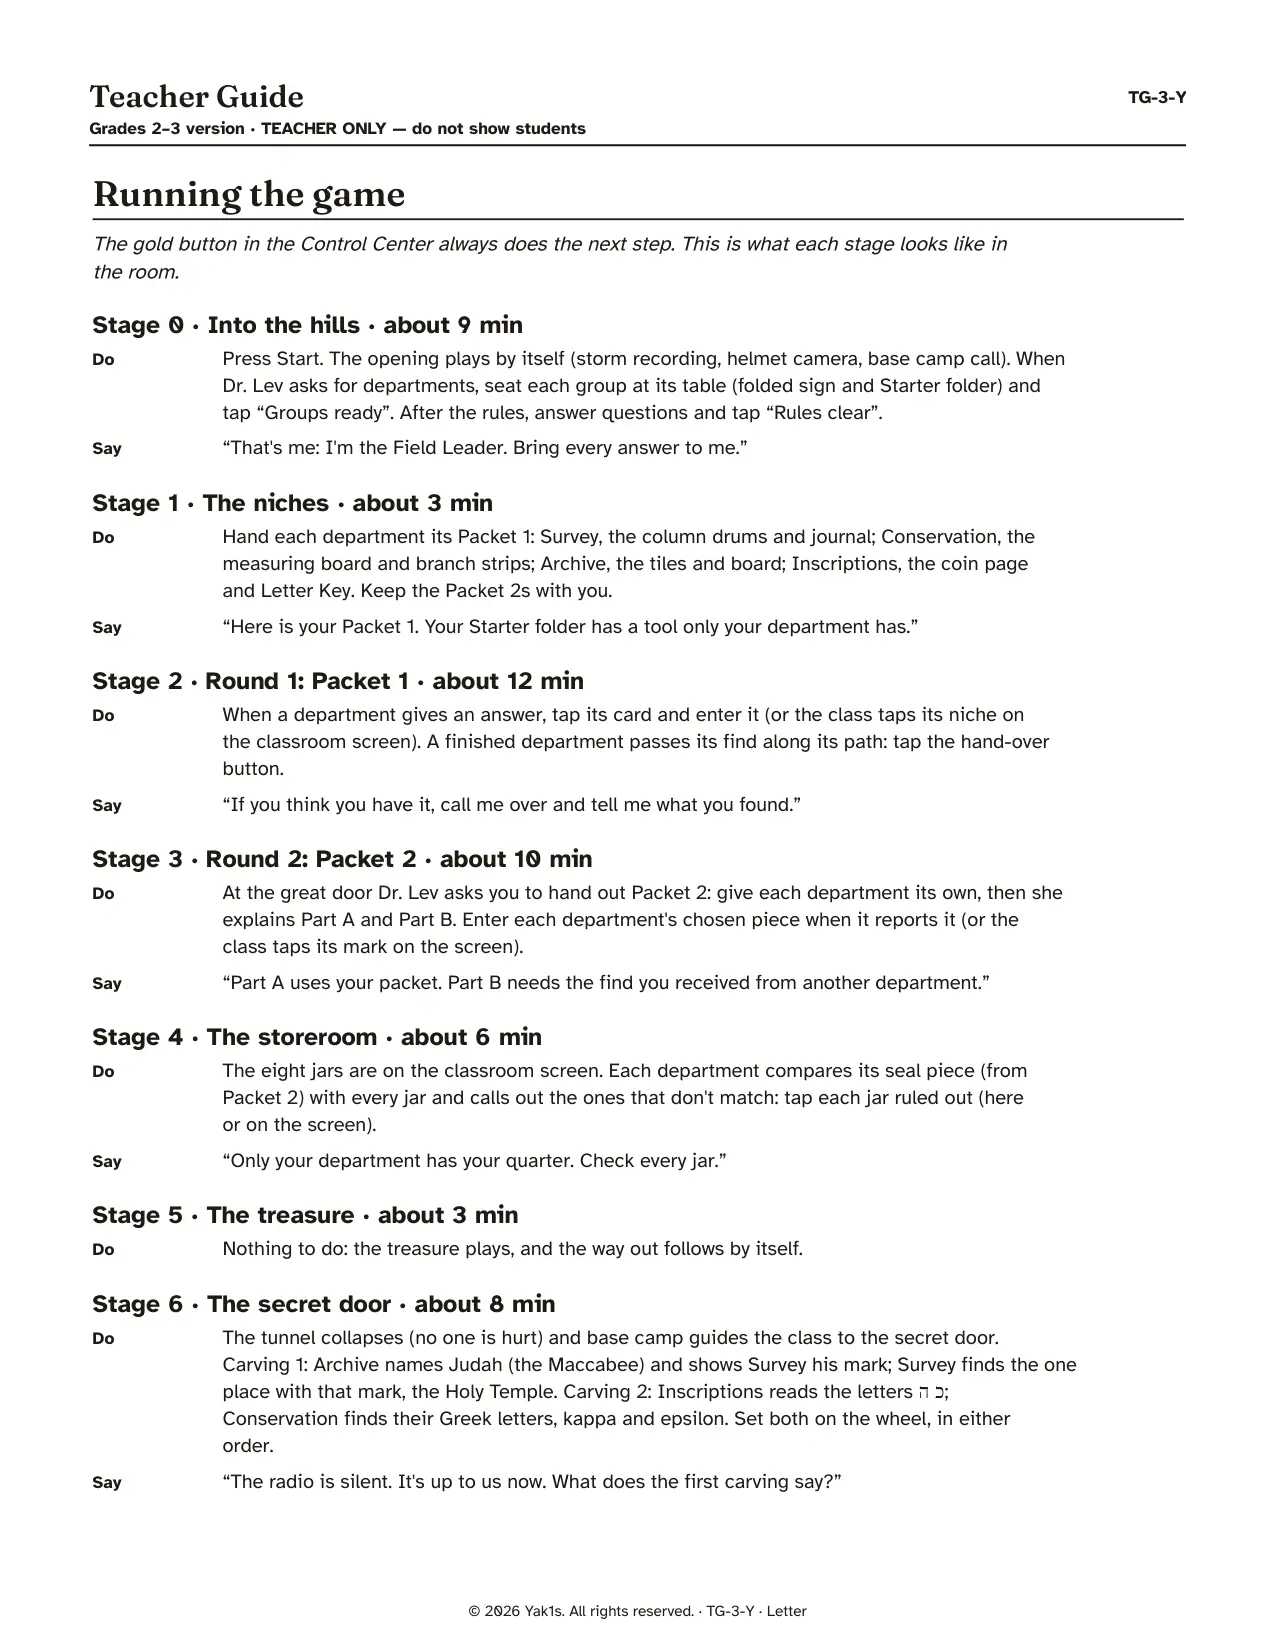 Teacher Guide
TG-3-Y
Grades 2–3 version · TEACHER ONLY — do not show students
Running the game
The gold button in the Control Center always does the next step. This is what each stage looks like in
the room.
Stage 0 · Into the hills · about 9 min
Do
Press Start. The opening plays by itself (storm recording, helmet camera, base camp call). When
Dr. Lev asks for departments, seat each group at its table (folded sign and Starter folder) and
tap “Groups ready”. After the rules, answer questions and tap “Rules clear”.
Say
“That's me: I'm the Field Leader. Bring every answer to me.”
Stage 1 · The niches · about 3 min
Do
Hand each department its Packet 1: Survey, the column drums and journal; Conservation, the
measuring board and branch strips; Archive, the tiles and board; Inscriptions, the coin page
and Letter Key. Keep the Packet 2s with you.
Say
“Here is your Packet 1. Your Starter folder has a tool only your department has.”
Stage 2 · Round 1: Packet 1 · about 12 min
Do
When a department gives an answer, tap its card and enter it (or the class taps its niche on
the classroom screen). A finished department passes its find along its path: tap the hand-over
button.
Say
“If you think you have it, call me over and tell me what you found.”
Stage 3 · Round 2: Packet 2 · about 10 min
Do
At the great door Dr. Lev asks you to hand out Packet 2: give each department its own, then she
explains Part A and Part B. Enter each department's chosen piece when it reports it (or the
class taps its mark on the screen).
Say
“Part A uses your packet. Part B needs the find you received from another department.”
Stage 4 · The storeroom · about 6 min
Do
The eight jars are on the classroom screen. Each department compares its seal piece (from
Packet 2) with every jar and calls out the ones that don't match: tap each jar ruled out (here
or on the screen).
Say
“Only your department has your quarter. Check every jar.”
Stage 5 · The treasure · about 3 min
Do
Nothing to do: the treasure plays, and the way out follows by itself.
Stage 6 · The secret door · about 8 min
Do
The tunnel collapses (no one is hurt) and base camp guides the class to the secret door.
Carving 1: Archive names Judah (the Maccabee) and shows Survey his mark; Survey finds the one
place with that mark, the Holy Temple. Carving 2: Inscriptions reads the letters כ ה;
Conservation finds their Greek letters, kappa and epsilon. Set both on the wheel, in either
order.
Say
“The radio is silent. It's up to us now. What does the first carving say?”
© 2026 Yak1s. All rights reserved. · TG-3-Y · Letter